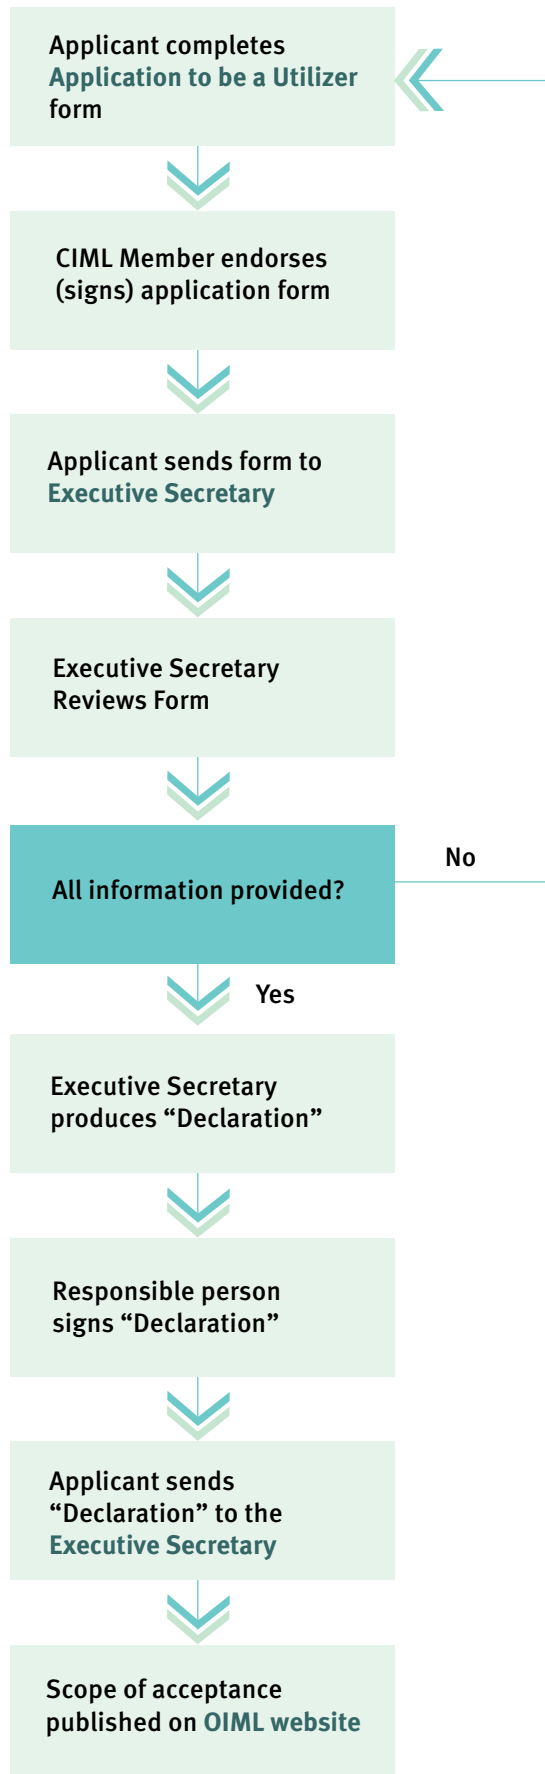 Applicant completes
Application to be a Utilizer
form
CIML Member endorses
(signs) application form
Applicant sends form to
Executive Secretary
Executive Secretary
Reviews Form
All information provided?
No
Yes
Executive Secretary
produces “Declaration”
Responsible person
signs “Declaration”
Applicant sends
“Declaration” to the
Executive Secretary
Scope of acceptance
published on OIML website